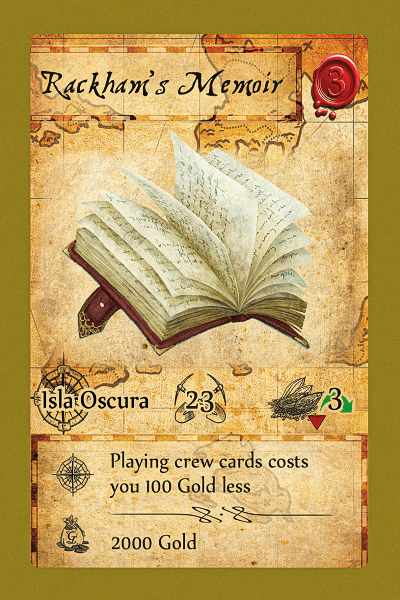 Rackham's Memoir
3
Isla Oscura
23
3
Playing crew cards costs
you 100 Gold less
G
2000 Gold